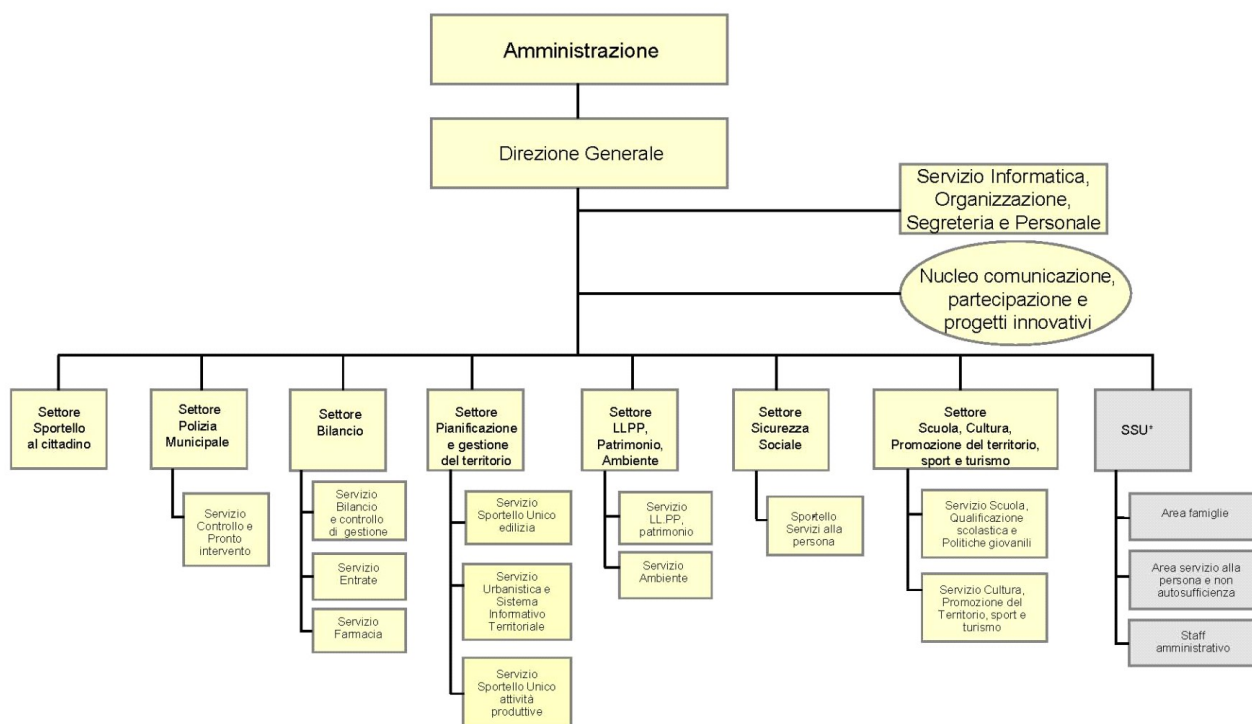 Amministrazione
Direzione Generale
Servizio Informatica,
Organizzazione,
Segreteria e Personale
Nucleo comunicazione,
partecipazione e
progetti innovativi
Settore
Sportello
al cittadino
Settore
Polizia
Municipale
Settore
Bilancio
Settore
Pianificazione
e gestione
del territorio
Settore
LLPP,
Patrimonio,
Ambiente
Settore
Sicurezza
Sociale
Settore
Scuola, Cultura,
Promozione del territorio,
sport e turismo
SSU*
Servizio
Controllo e
Pronto
intervento
Servizio
Bilancio
e controllo
di gestione
Servizio
Entrate
Servizio
Farmacia
Servizio
Sportello Unico
edilizia
Servizio
Urbanistica e
Sistema
Informativo
Territoriale
Servizio
Sportello Unico
attività
produttive
Servizio
LL.PP,
patrimonio
Servizio
Ambiente
Sportello
Servizi alla
persona
Servizio Scuola,
Qualificazione
scolastica e
Politiche giovanili
Servizio Cultura,
Promozione del
Territorio, sport e
turismo
Area famiglie
Area servizio alla
persona e non
autosufficienza
Staff
amministrativo